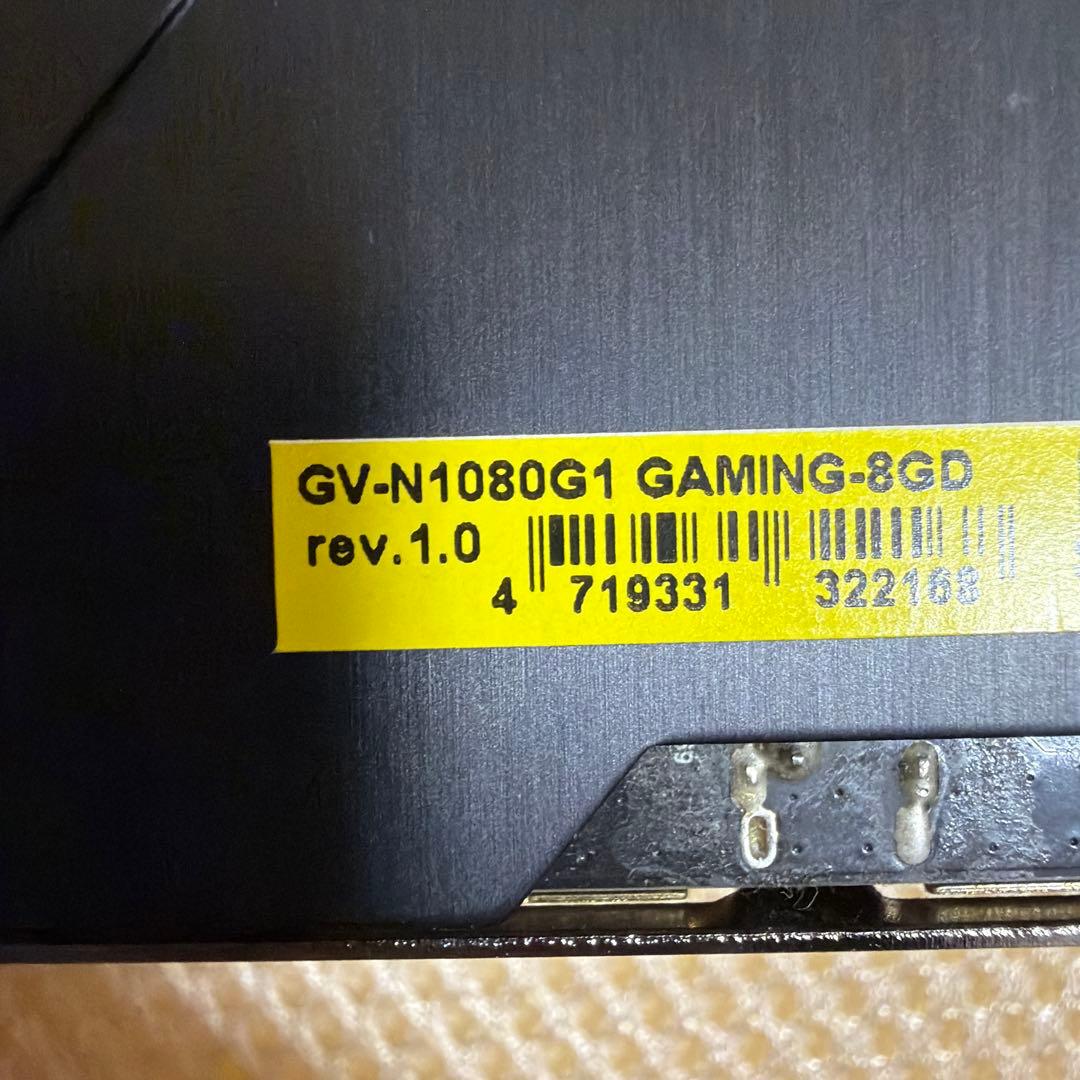 GV-N1080G1 GAMING-8GD
rev.1.0
4 719331 322168